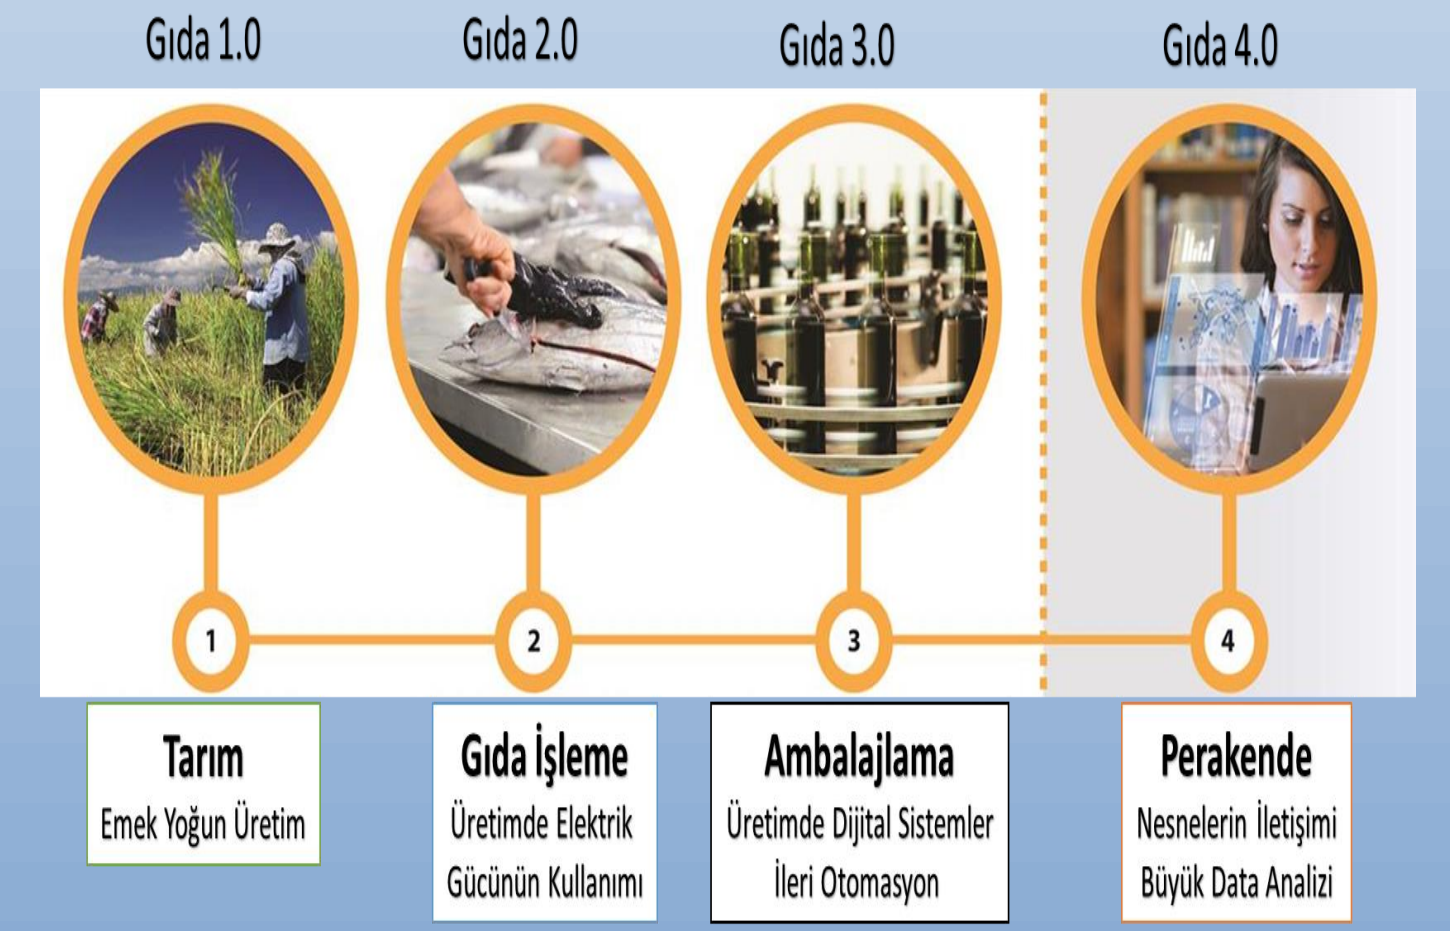 Gıda 1.0
Gıda 2.0
Gıda 3.0
Gıda 4.0
1
2
3
4
Tarım
Emek Yoğun Üretim
Gıda İşleme
Üretimde Elektrik
Gücünün Kullanımı
Ambalajlama
Üretimde Dijital Sistemler
İleri Otomasyon
Perakende
Nesnelerin İletişimi
Büyük Data Analizi